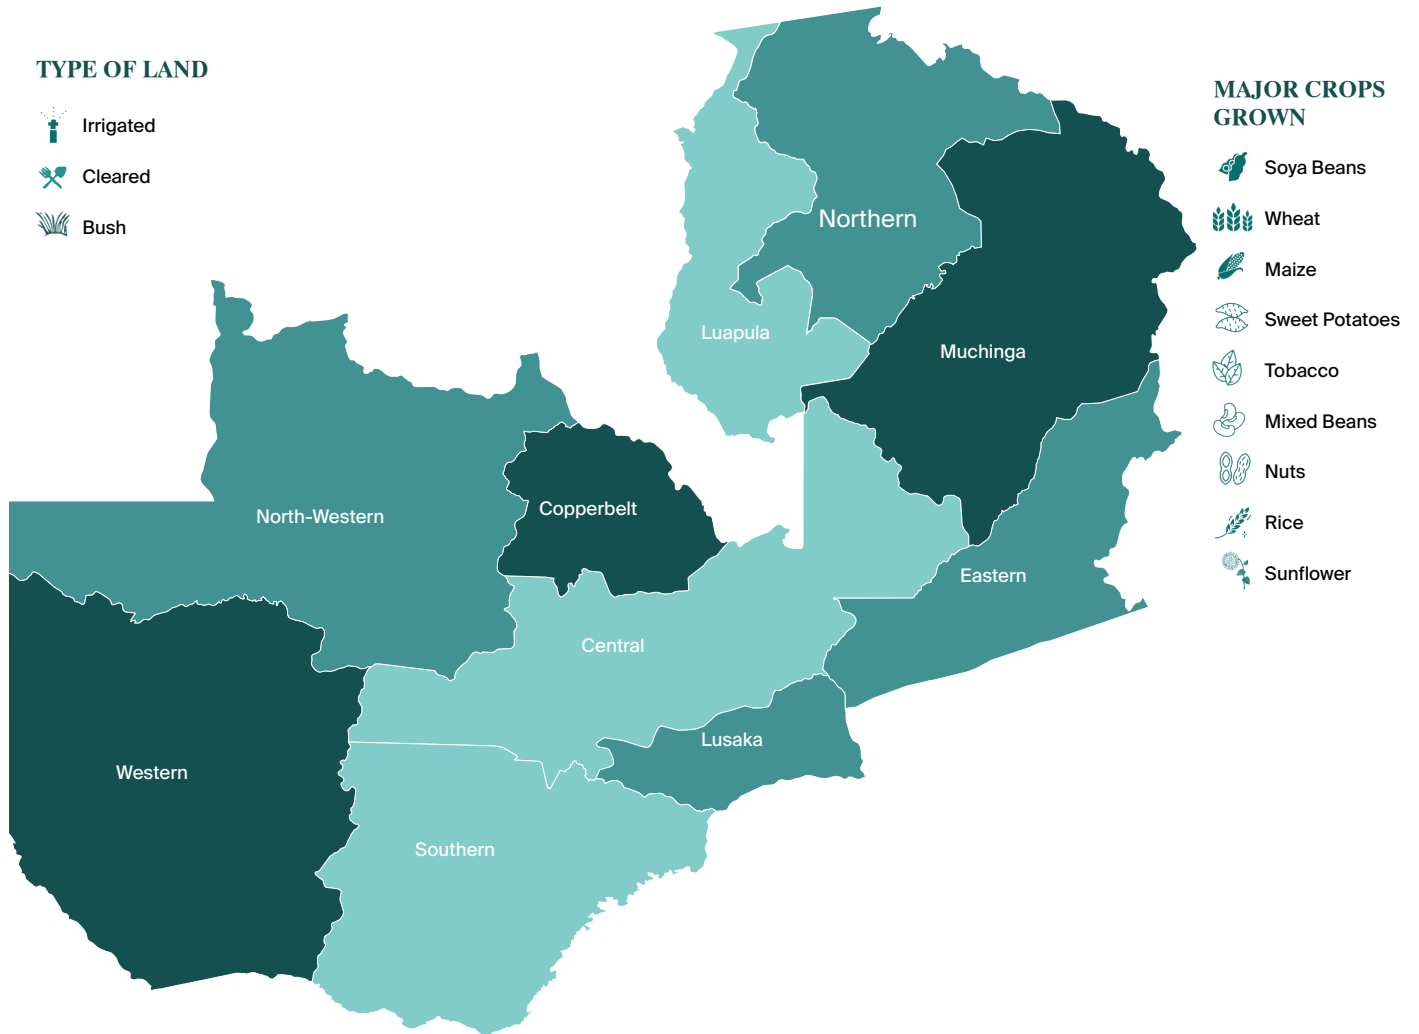 TYPE OF LAND
Irrigated
Cleared
Bush
MAJOR CROPS
GROWN
Soya Beans
Wheat
Maize
Sweet Potatoes
Tobacco
Mixed Beans
Nuts
Rice
Sunflower
Northern
Luapula
Muchinga
North-Western
Copperbelt
Eastern
Central
Lusaka
Western
Southern